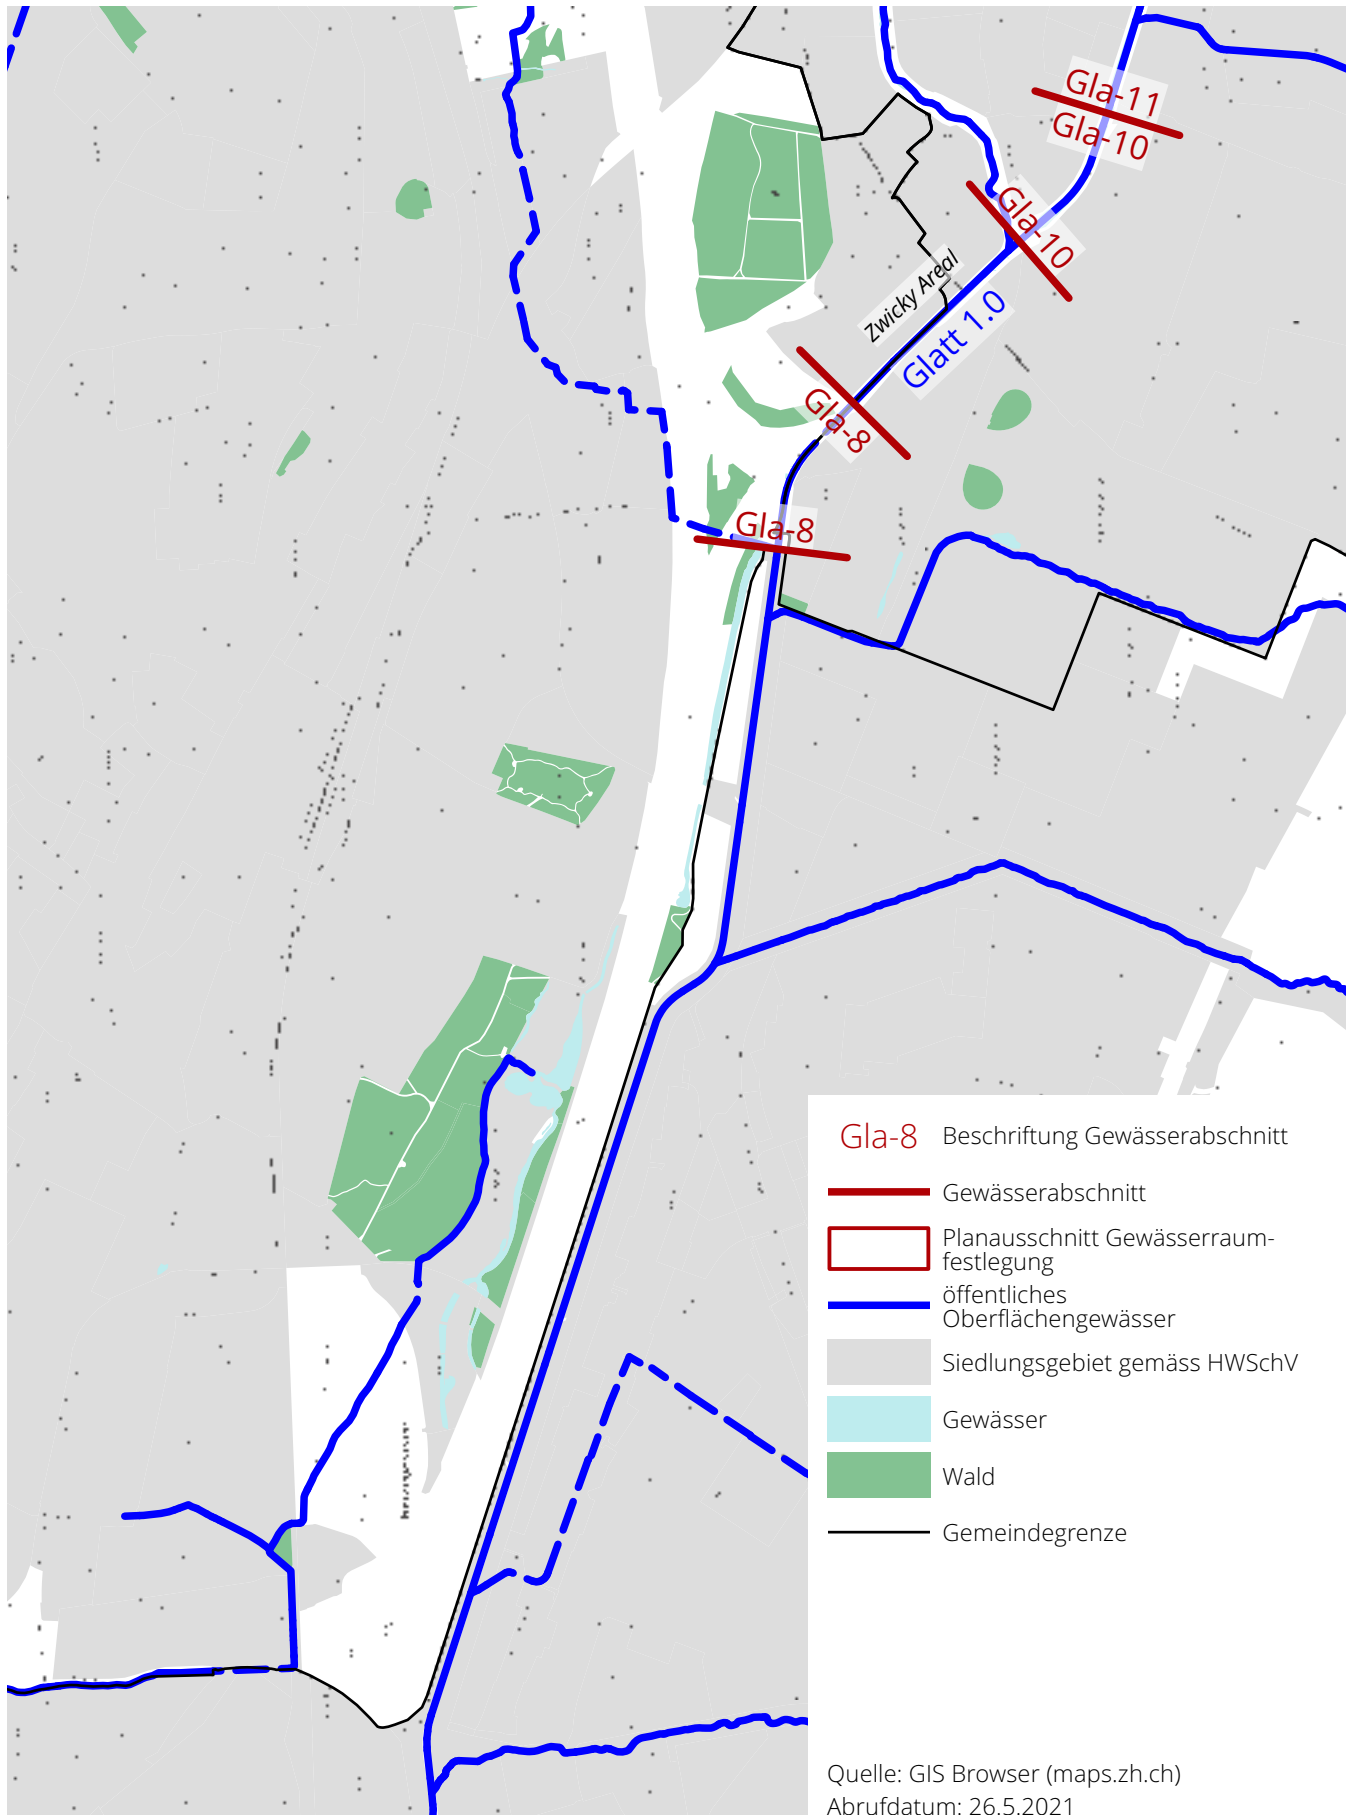 Gla-11
Gla-10
Gla-10
Zwicky Areal
Glatt 1.0
Gla-8
Gla-8
Gla-8 Beschriftung Gewässerabschnitt
Gewässerabschnitt
Planausschnitt Gewässerraum-
festlegung
öffentliches
Oberflächengewässer
Siedlungsgebiet gemäss HWSchV
Gewässer
Wald
Gemeindegrenze
Quelle: GIS Browser (maps.zh.ch)
Abrufdatum: 26.5.2021